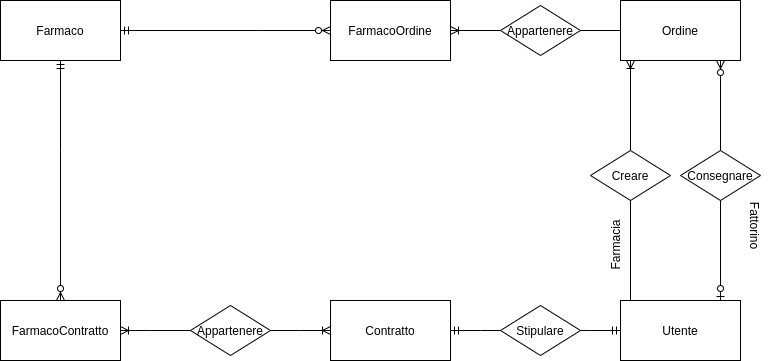 Farmaco
FarmacoOrdine
Appartenere
Ordine
Creare
Consegnare
Farmacia
Fattorino
FarmacoContratto
Appartenere
Contratto
Stipulare
Utente